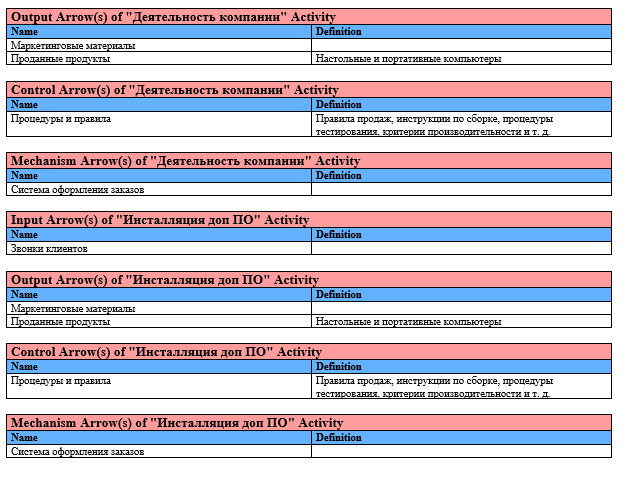 Output Arrow(s) of "Деятельность компании" Activity
Name Definition
Маркетинговые материалы
Проданные продукты Настольные и портативные компьютеры
Control Arrow(s) of "Деятельность компании" Activity
Name Definition
Процедуры и правила Правила продаж, инструкции по сборке, процедуры
тестирования, критерии производительности и т. д.
Mechanism Arrow(s) of "Деятельность компании" Activity
Name Definition
Система оформления заказов
Input Arrow(s) of "Инсталляция доп ПО" Activity
Name Definition
Звонки клиентов
Output Arrow(s) of "Инсталляция доп ПО" Activity
Name Definition
Маркетинговые материалы
Проданные продукты Настольные и портативные компьютеры
Control Arrow(s) of "Инсталляция доп ПО" Activity
Name Definition
Процедуры и правила Правила продаж, инструкции по сборке, процедуры
тестирования, критерии производительности и т. д.
Mechanism Arrow(s) of "Инсталляция доп ПО" Activity
Name Definition
Система оформления заказов